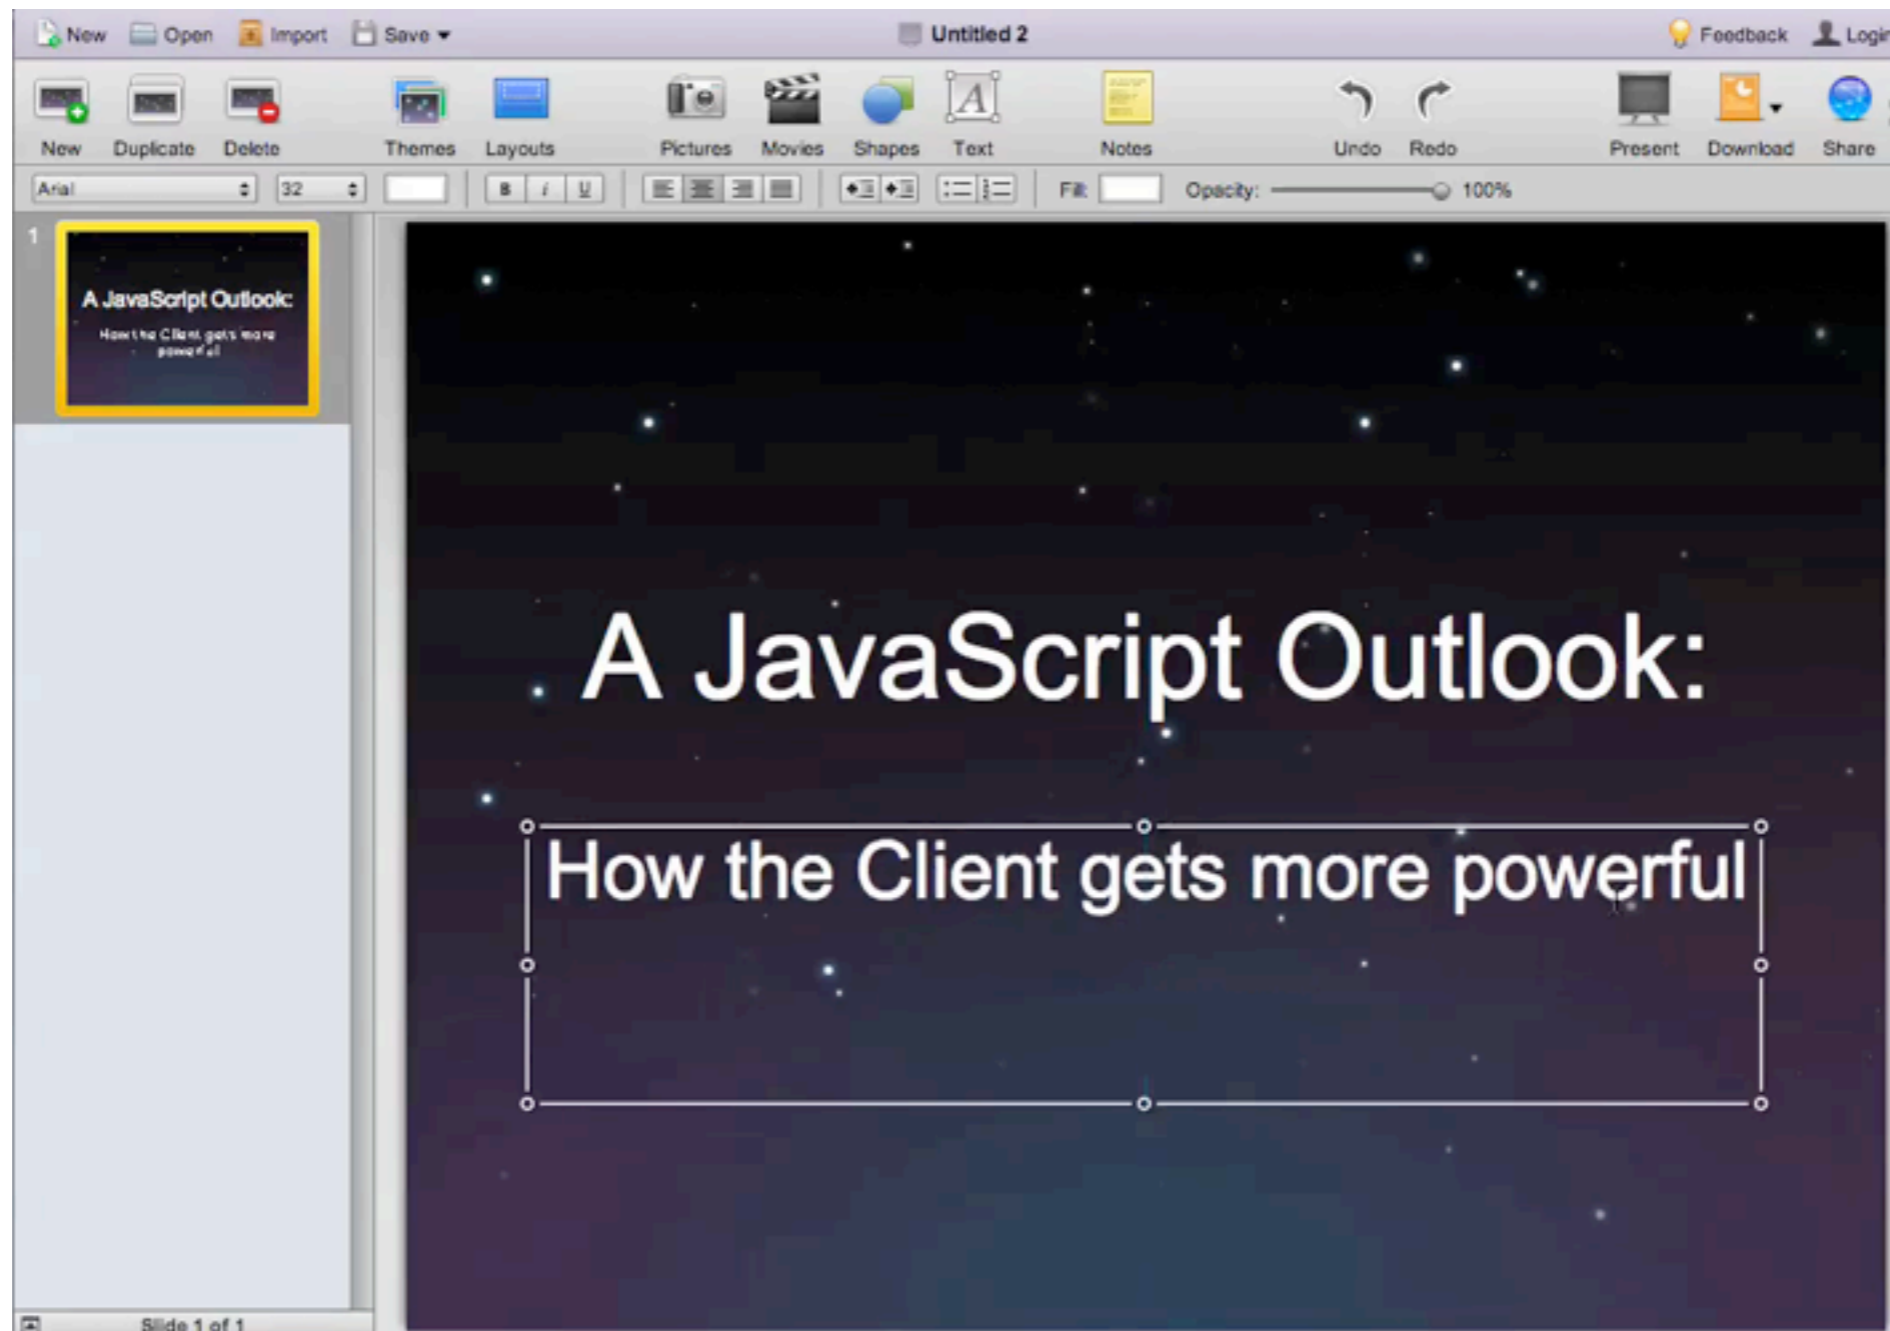 New Open Import Save Untitled 2 Feedback Login
New Duplicate Delete Themes Layouts Pictures Movies Shapes Text Notes Undo Redo Present Download Share
Arial 32 B i U Fill: Opacity: 100%
1
A JavaScript Outlook:
How the Client gets more
powerful
A JavaScript Outlook:
How the Client gets more powerful
Slide 1 of 1